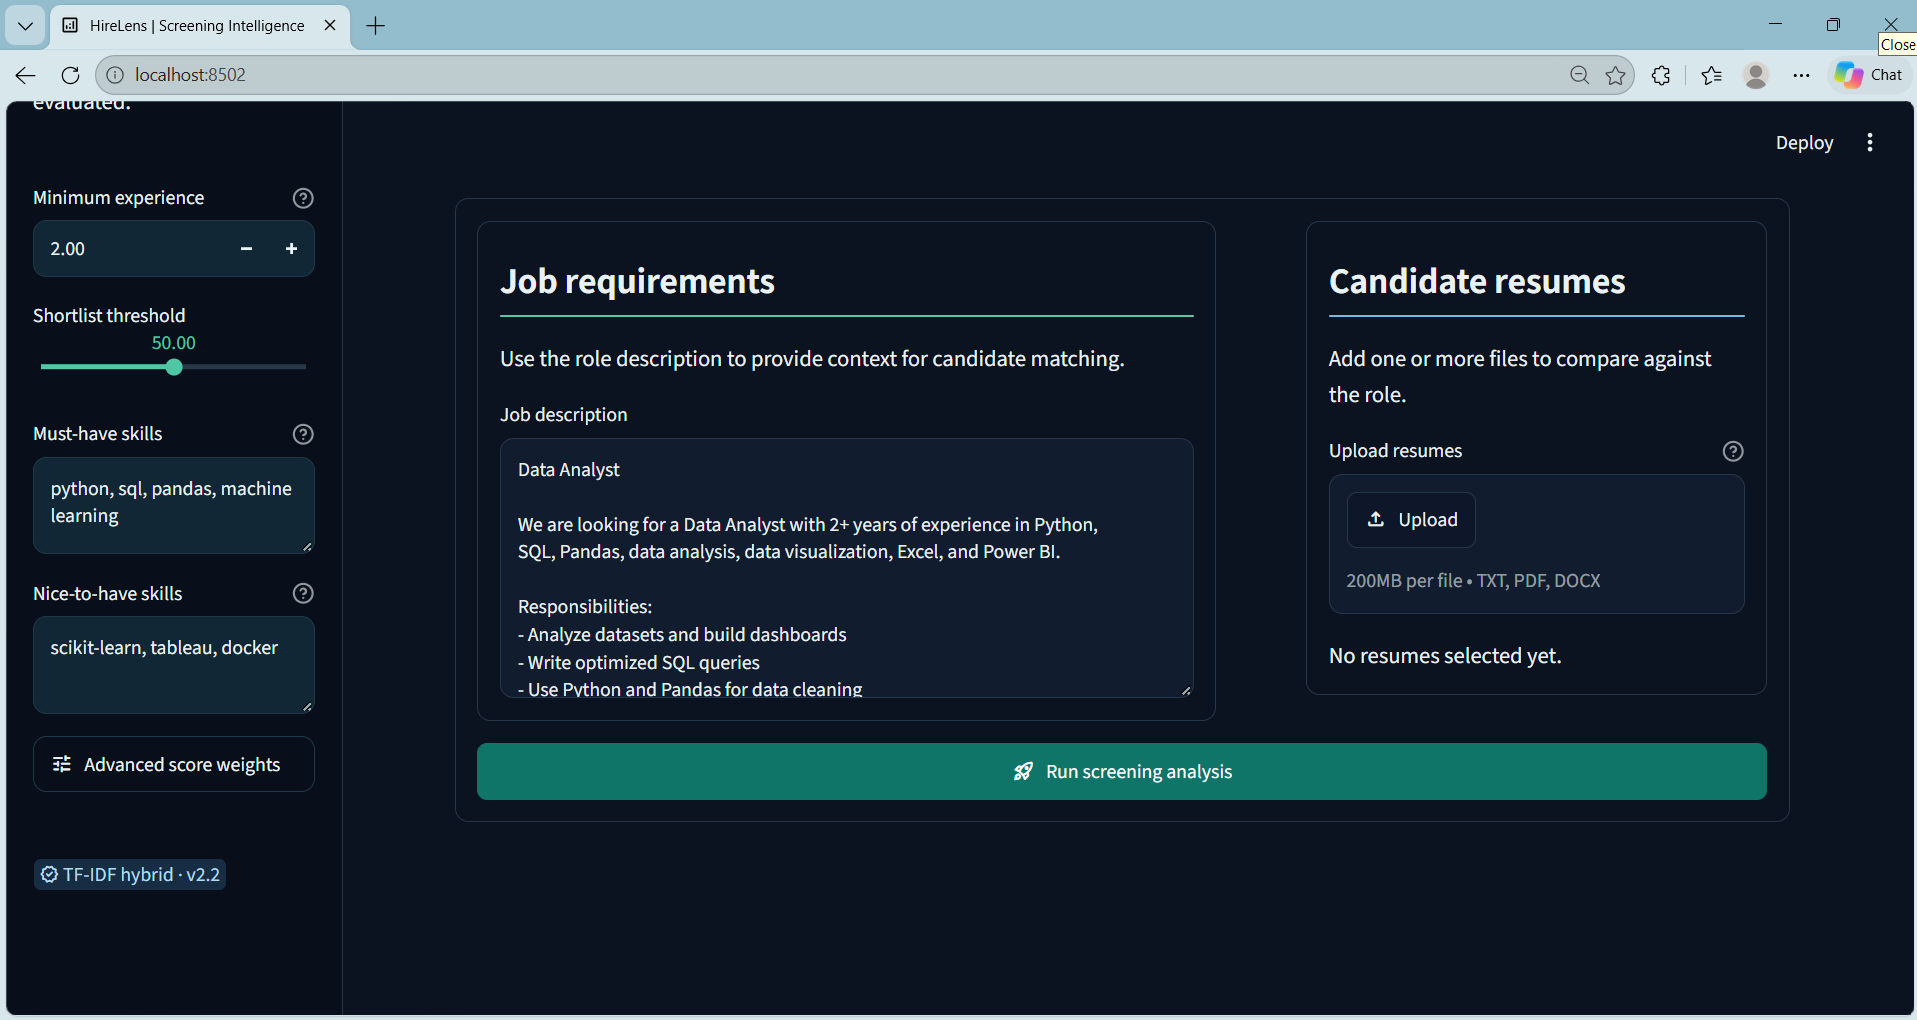 HireLens | Screening Intelligence
Close
localhost:8502
Chat
evaluated.
Deploy
Minimum experience
2.00
Shortlist threshold
50.00
Must-have skills
python, sql, pandas, machine
learning
Nice-to-have skills
scikit-learn, tableau, docker
Advanced score weights
TF-IDF hybrid · v2.2
Job requirements
Use the role description to provide context for candidate matching.
Job description
Data Analyst
We are looking for a Data Analyst with 2+ years of experience in Python,
SQL, Pandas, data analysis, data visualization, Excel, and Power BI.
Responsibilities:
- Analyze datasets and build dashboards
- Write optimized SQL queries
- Use Python and Pandas for data cleaning
Candidate resumes
Add one or more files to compare against
the role.
Upload resumes
Upload
200MB per file • TXT, PDF, DOCX
No resumes selected yet.
Run screening analysis